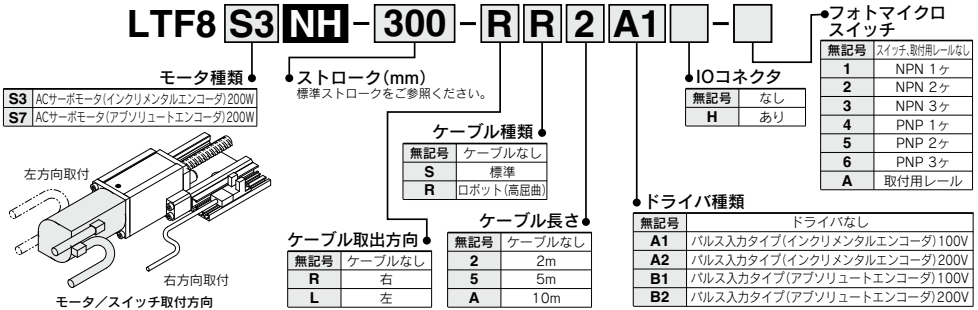 LTF8 S3 NH - 300 - R R 2 A1 □ - □
モータ種類
S3 ACサーボモータ(インクリメンタルエンコーダ)200W
S7 ACサーボモータ(アブソリュートエンコーダ)200W
ストローク(mm)
標準ストロークをご参照ください。
左方向取付
右方向取付
モータ／スイッチ取付方向
ケーブル取出方向
無記号 ケーブルなし
R 右
L 左
ケーブル種類
無記号 ケーブルなし
S 標準
R ロボット(高屈曲)
ケーブル長さ
無記号 ケーブルなし
2 2m
5 5m
A 10m
ドライバ種類
無記号 ドライバなし
A1 パルス入力タイプ(インクリメンタルエンコーダ)100V
A2 パルス入力タイプ(インクリメンタルエンコーダ)200V
B1 パルス入力タイプ(アブソリュートエンコーダ)100V
B2 パルス入力タイプ(アブソリュートエンコーダ)200V
IOコネクタ
無記号 なし
H あり
フォトマイクロ
スイッチ
無記号 スイッチ、取付用レールなし
1 NPN 1ヶ
2 NPN 2ヶ
3 NPN 3ヶ
4 PNP 1ヶ
5 PNP 2ヶ
6 PNP 3ヶ
A 取付用レール